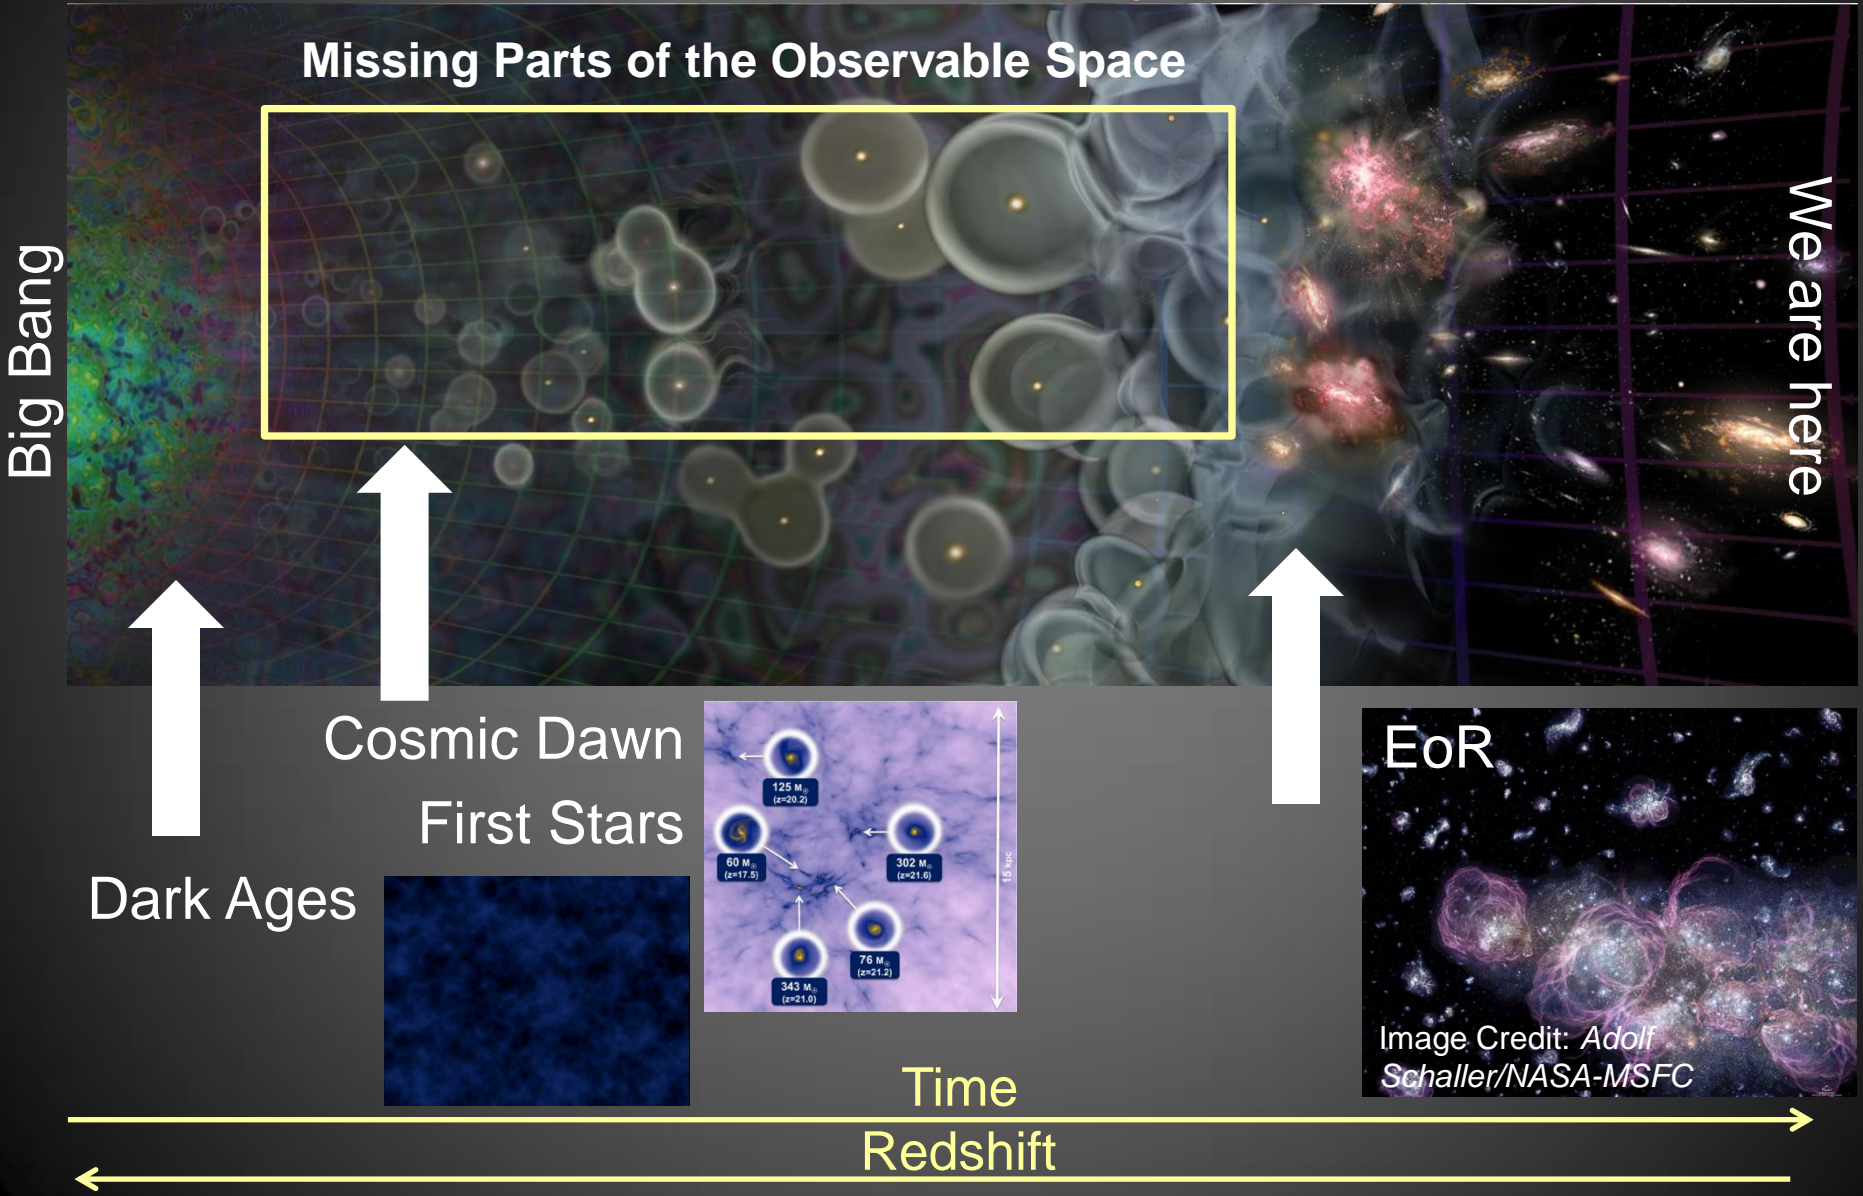 Missing Parts of the Observable Space
Big Bang
We are here
Cosmic Dawn
First Stars
Dark Ages
125 M☉
(z=20.2)
60 M☉
(z=17.5)
302 M☉
(z=21.6)
76 M☉
(z=21.2)
343 M☉
(z=21.0)
15 kpc
EoR
Image Credit: Adolf
Schaller/NASA-MSFC
Time
Redshift